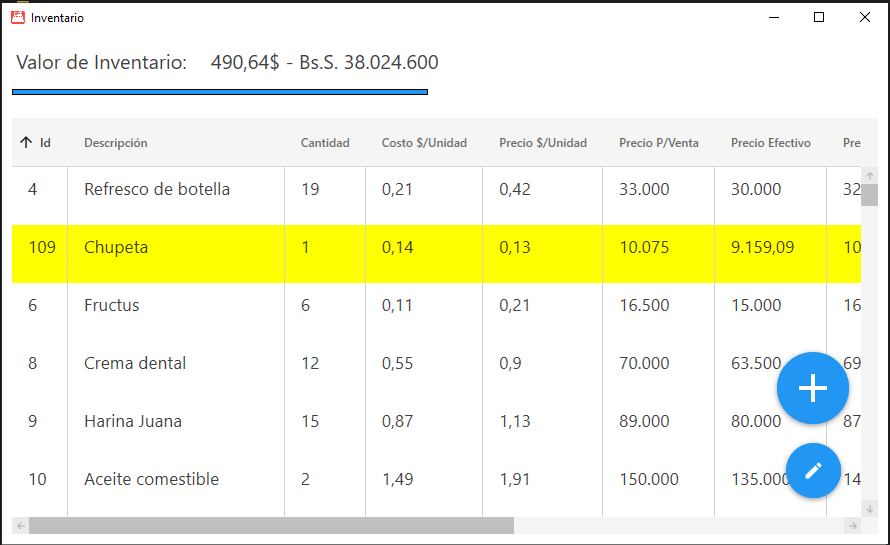 Inventario
Valor de Inventario: 490,64$ - Bs.S. 38.024.600
Id Descripción Cantidad Costo $/Unidad Precio $/Unidad Precio P/Venta Precio Efectivo Pre
4 Refresco de botella 19 0,21 0,42 33.000 30.000 32
109 Chupeta 1 0,14 0,13 10.075 9.159,09 10
6 Fructus 6 0,11 0,21 16.500 15.000 16
8 Crema dental 12 0,55 0,9 70.000 63.500 69
9 Harina Juana 15 0,87 1,13 89.000 80.000 87
10 Aceite comestible 2 1,49 1,91 150.000 135.000 14